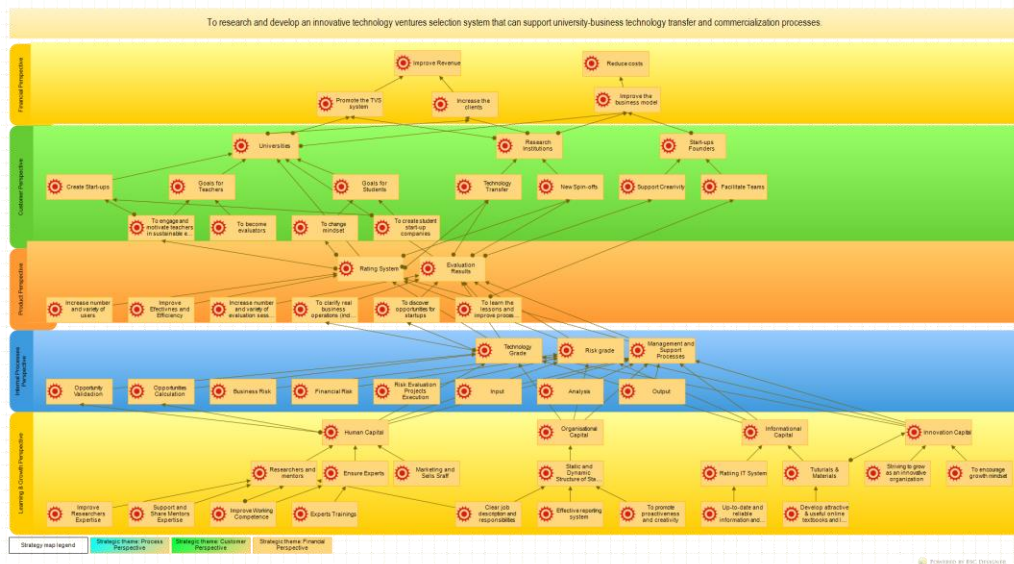 To research and develop an innovative technology ventures selection system that can support university-business technology transfer and commercialization processes
Financial Perspective
Improve Revenue
Reduce costs
Promote the TVS
system
Increase the
clients
Improve the
business model
Customer Perspective
Universities
Research
Institutions
Start-ups
Founders
Create Start-ups
Goals for
Teachers
Goals for
Students
Technology
Transfer
New Spin-offs
Support Creativity
Facilitate Teams
To engage and
motivate teachers
in sustainable e...
To become
evaluators
To change
mindset
To create student
start-up
companies
Product Perspective
Rating System
Evaluation
Results
Increase number
and variety of
users
Improve
Effectivnes and
Efficiency
Increase number
and variety of
evaluation sess...
To clarify real
business
operations (ind...
To discover
opportunities for
startups
To learn the
lessons and
improve proces...
Internal Processes
Perspective
Technology
Grade
Risk grade
Management and
Support
Processes
Opportunity
Validation
Opportunities
Calculation
Business Risk
Financial Risk
Risk Evaluation
Projects
Execution
Input
Analysis
Output
Learning & Growth Perspective
Human Capital
Organisational
Capital
Informational
Capital
Innovation Capital
Researchers and
mentors
Ensure Experts
Marketing and
Sells Staff
Static and
Dynamic
Structure of Sta...
Ratting IT System
Tuturials &
Materials
Striving to grow
as an innovative
organization
To encourage
growth mindset
Improve
Researchers
Expertise
Support and
Share Mentors
Expertise
Improve Working
Competence
Experts Trainings
Clear job
description and
responsibilities
Effective reporting
system
To promote
proactiveness
and creativity
Up-to-date and
reliable
information and...
Develop attractive
& useful online
textbooks and l...
Strategy map legend
Strategic theme: Process
Perspective
Strategic theme: Customer
Perspective
Strategic theme: Financial
Perspective
POWERED BY BSC DESIGNER